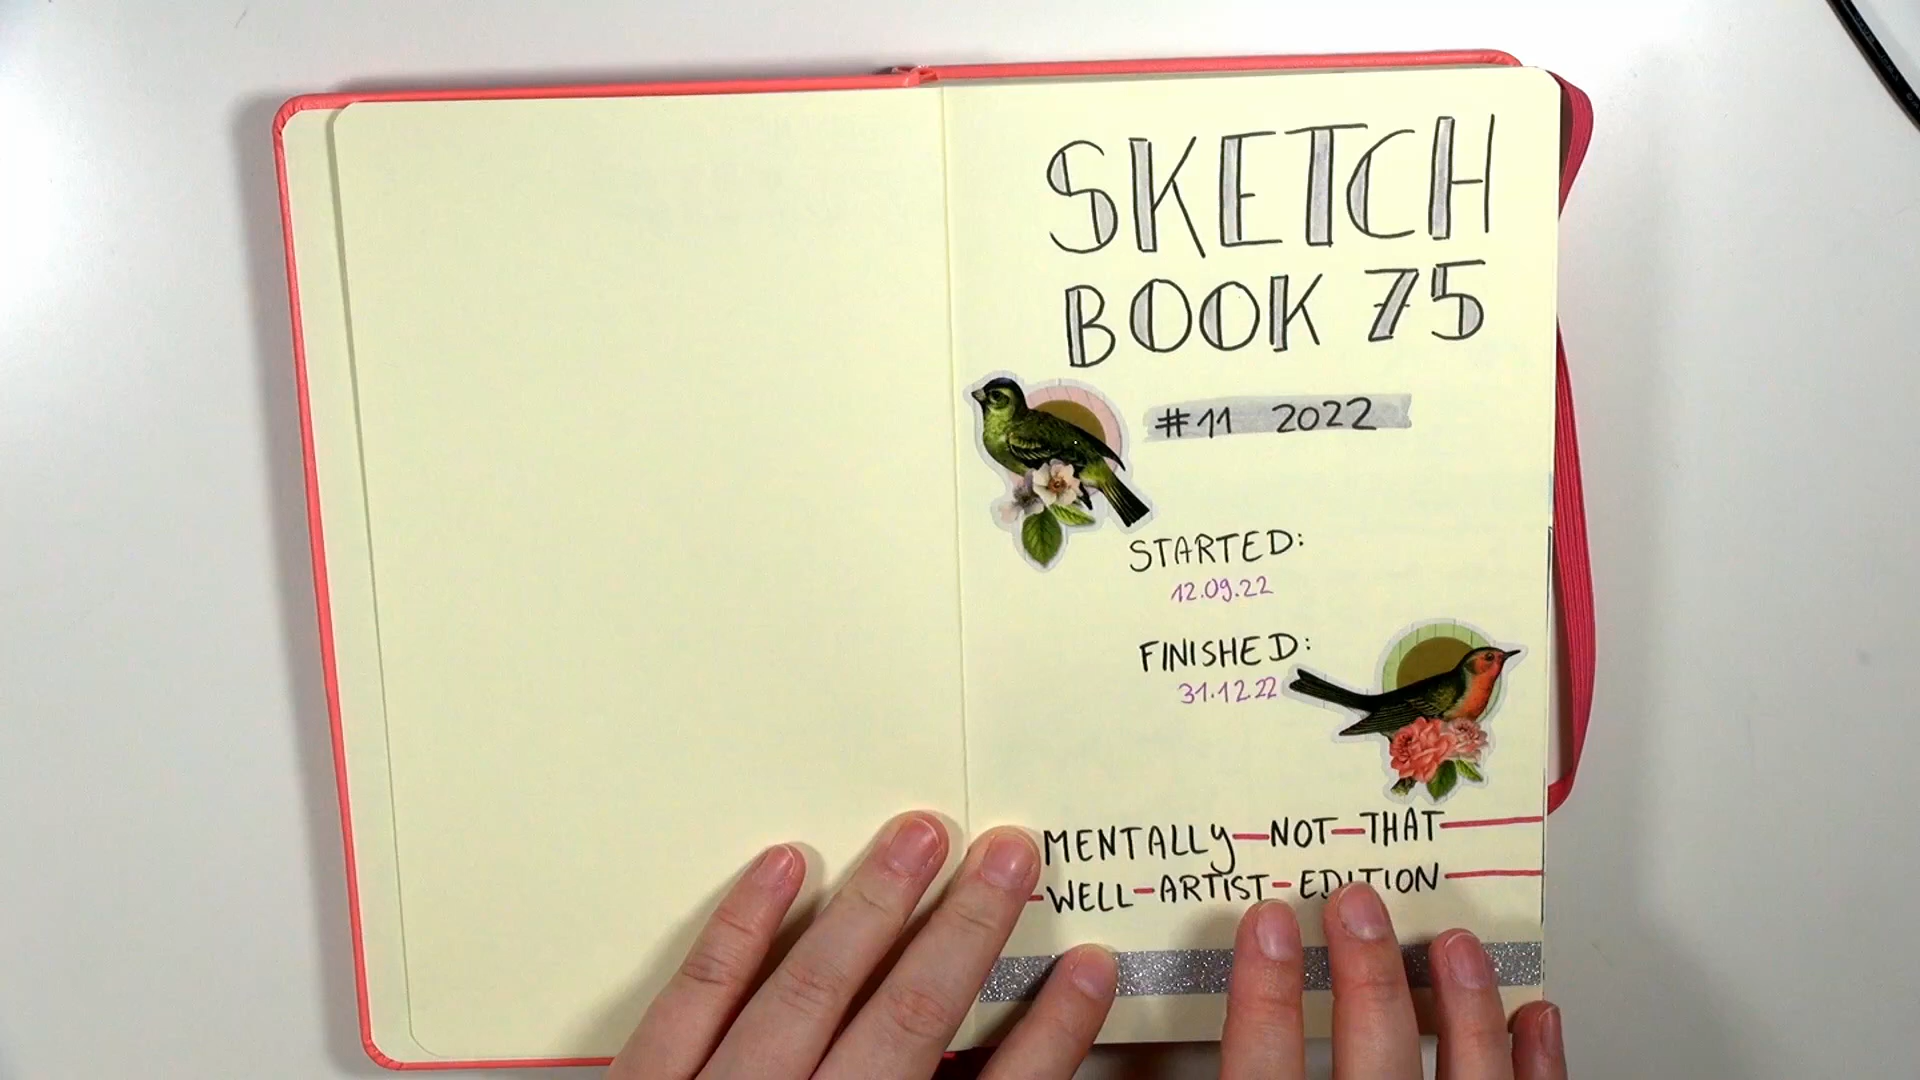 SKETCH
BOOK 75
#11 2022
STARTED:
12.09.22
FINISHED:
31.12.22
MENTALLY NOT THAT
WELL ARTIST EDITION